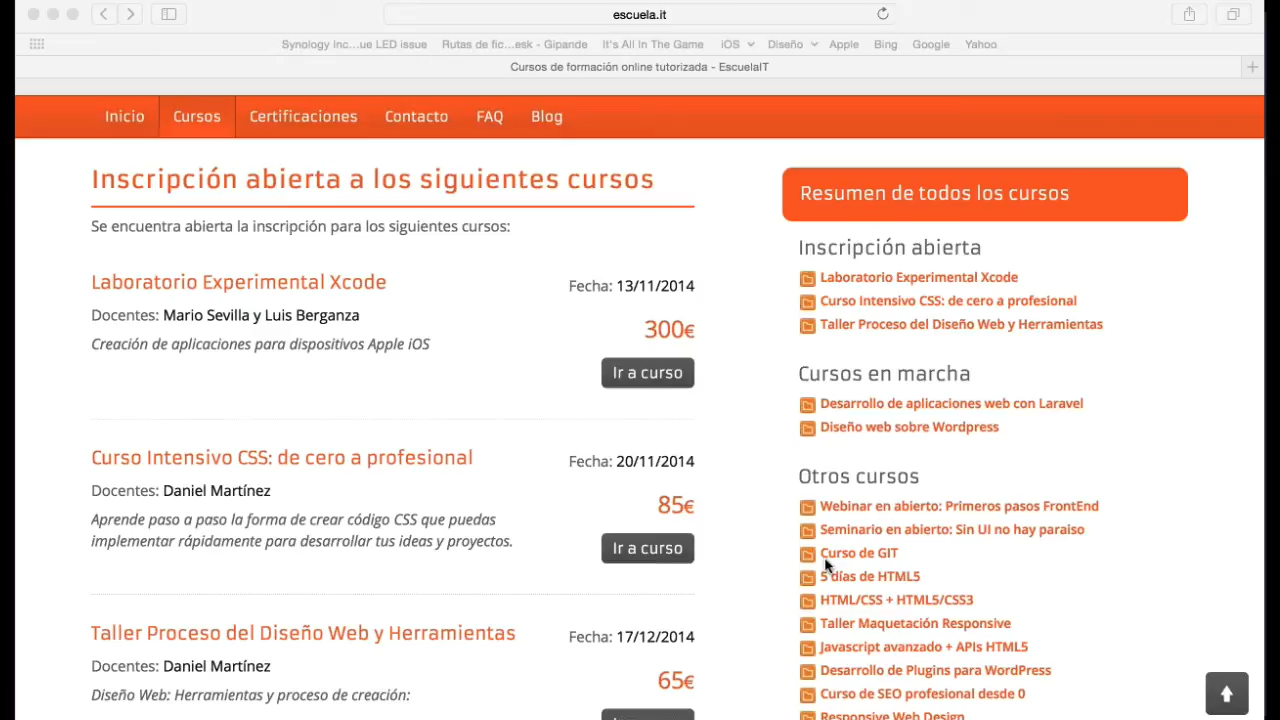 escuela.it
Synology Inc...ue LED issue
Rutas de fic...esk - Gipande
It's All In The Game
iOS
Diseño
Apple
Bing
Google
Yahoo
Cursos de formación online tutorizada - EscuelaIT
Inicio
Cursos
Certificaciones
Contacto
FAQ
Blog
Inscripción abierta a los siguientes cursos
Se encuentra abierta la inscripción para los siguientes cursos:
Laboratorio Experimental Xcode
Fecha: 13/11/2014
Docentes: Mario Sevilla y Luis Berganza
300€
Creación de aplicaciones para dispositivos Apple iOS
Ir a curso
Curso Intensivo CSS: de cero a profesional
Fecha: 20/11/2014
Docentes: Daniel Martínez
85€
Aprende paso a paso la forma de crear código CSS que puedas
implementar rápidamente para desarrollar tus ideas y proyectos.
Ir a curso
Taller Proceso del Diseño Web y Herramientas
Fecha: 17/12/2014
Docentes: Daniel Martínez
65€
Diseño Web: Herramientas y proceso de creación:
Resumen de todos los cursos
Inscripción abierta
Laboratorio Experimental Xcode
Curso Intensivo CSS: de cero a profesional
Taller Proceso del Diseño Web y Herramientas
Cursos en marcha
Desarrollo de aplicaciones web con Laravel
Diseño web sobre Wordpress
Otros cursos
Webinar en abierto: Primeros pasos FrontEnd
Seminario en abierto: Sin UI no hay paraiso
Curso de GIT
5 días de HTML5
HTML/CSS + HTML5/CSS3
Taller Maquetación Responsive
Javascript avanzado + APIs HTML5
Desarrollo de Plugins para WordPress
Curso de SEO profesional desde 0
Responsive Web Design